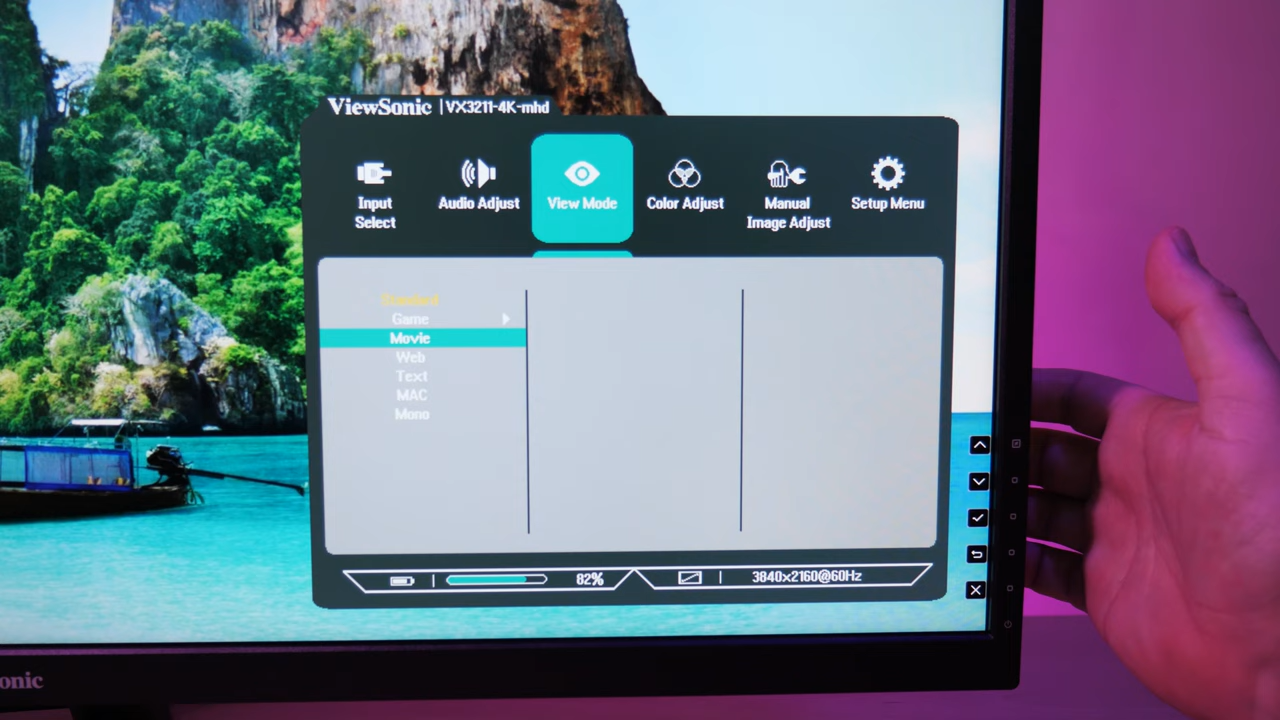 ViewSonic | VX3211-4K-mhd
Input
Select
Audio Adjust
View Mode
Color Adjust
Manual
Image Adjust
Setup Menu
Standard
Game
Movie
Web
Text
MAC
Mono
82%
3840x2160@60Hz
onic